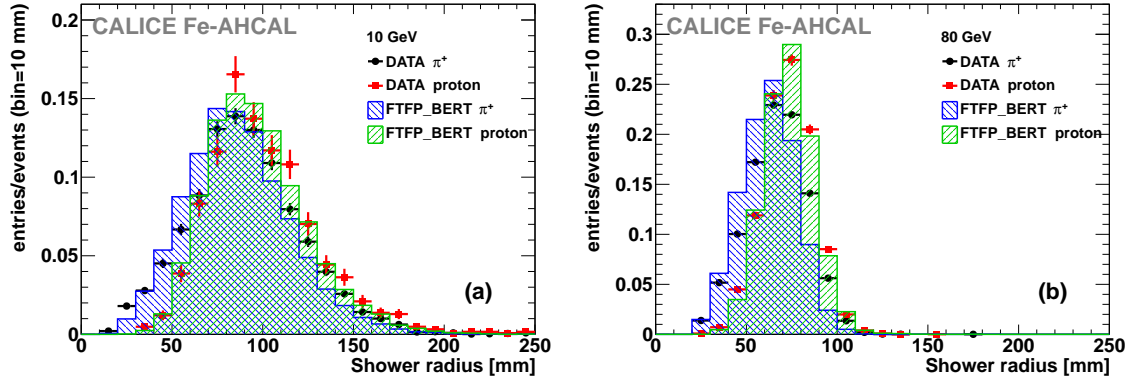 CALICE Fe-AHCAL
10 GeV
DATA π⁺
DATA proton
FTFP_BERT π⁺
FTFP_BERT proton
(a)
entries/events (bin=10 mm)
0.2
0.15
0.1
0.05
0
0 50 100 150 200 250
Shower radius [mm]
CALICE Fe-AHCAL
80 GeV
DATA π⁺
DATA proton
FTFP_BERT π⁺
FTFP_BERT proton
(b)
entries/events (bin=10 mm)
0.3
0.25
0.2
0.15
0.1
0.05
0
0 50 100 150 200 250
Shower radius [mm]